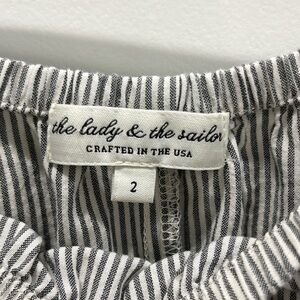 the lady & the sailor
CRAFTED IN THE USA
2